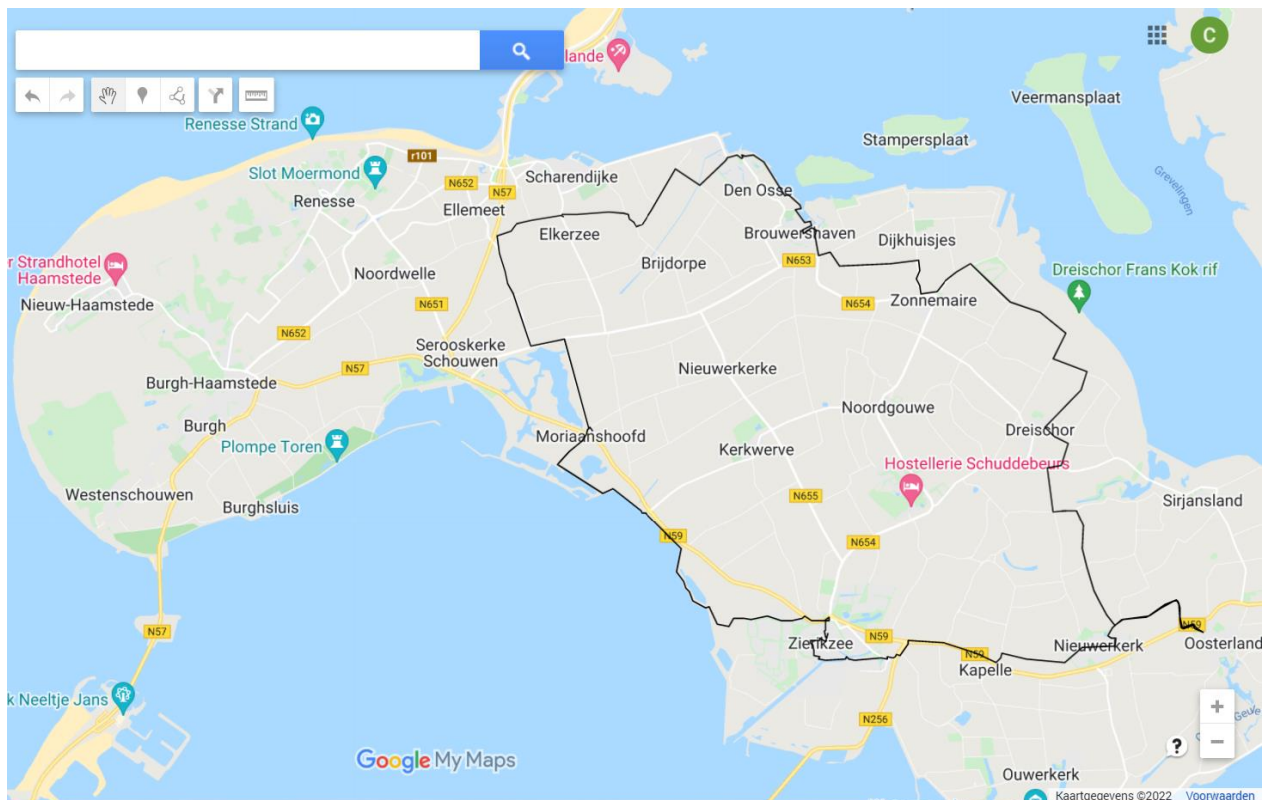 lande
C
Veermansplaat
Renesse Strand
Stampersplaat
r101
Slot Moermond
Scharendijke
N652
N57
Den Osse
Grevelingen
Renesse
Ellemeet
Elkerzee
Brouwershaven
Dijkhuisjes
r Strandhotel
Haamstede
Noordwelle
Brijdorpe
N653
Dreischor Frans Kok rif
Nieuw-Haamstede
N651
N654
Zonnemaire
N652
Serooskerke
Schouwen
N57
Nieuwerkerke
Burgh-Haamstede
Noordgouwe
Burgh
Moriaanshoofd
Dreischor
Plompe Toren
Kerkwerve
Hostellerie Schuddebeurs
Westenschouwen
Burghsluis
N655
Sirjansland
N59
N654
N57
N59
Zierikzee
N59
N59
Nieuwerkerk
Oosterland
Kapelle
k Neeltje Jans
N256
Google My Maps
?
Ouwerkerk
Kaartgegevens ©2022 Voorwaarden